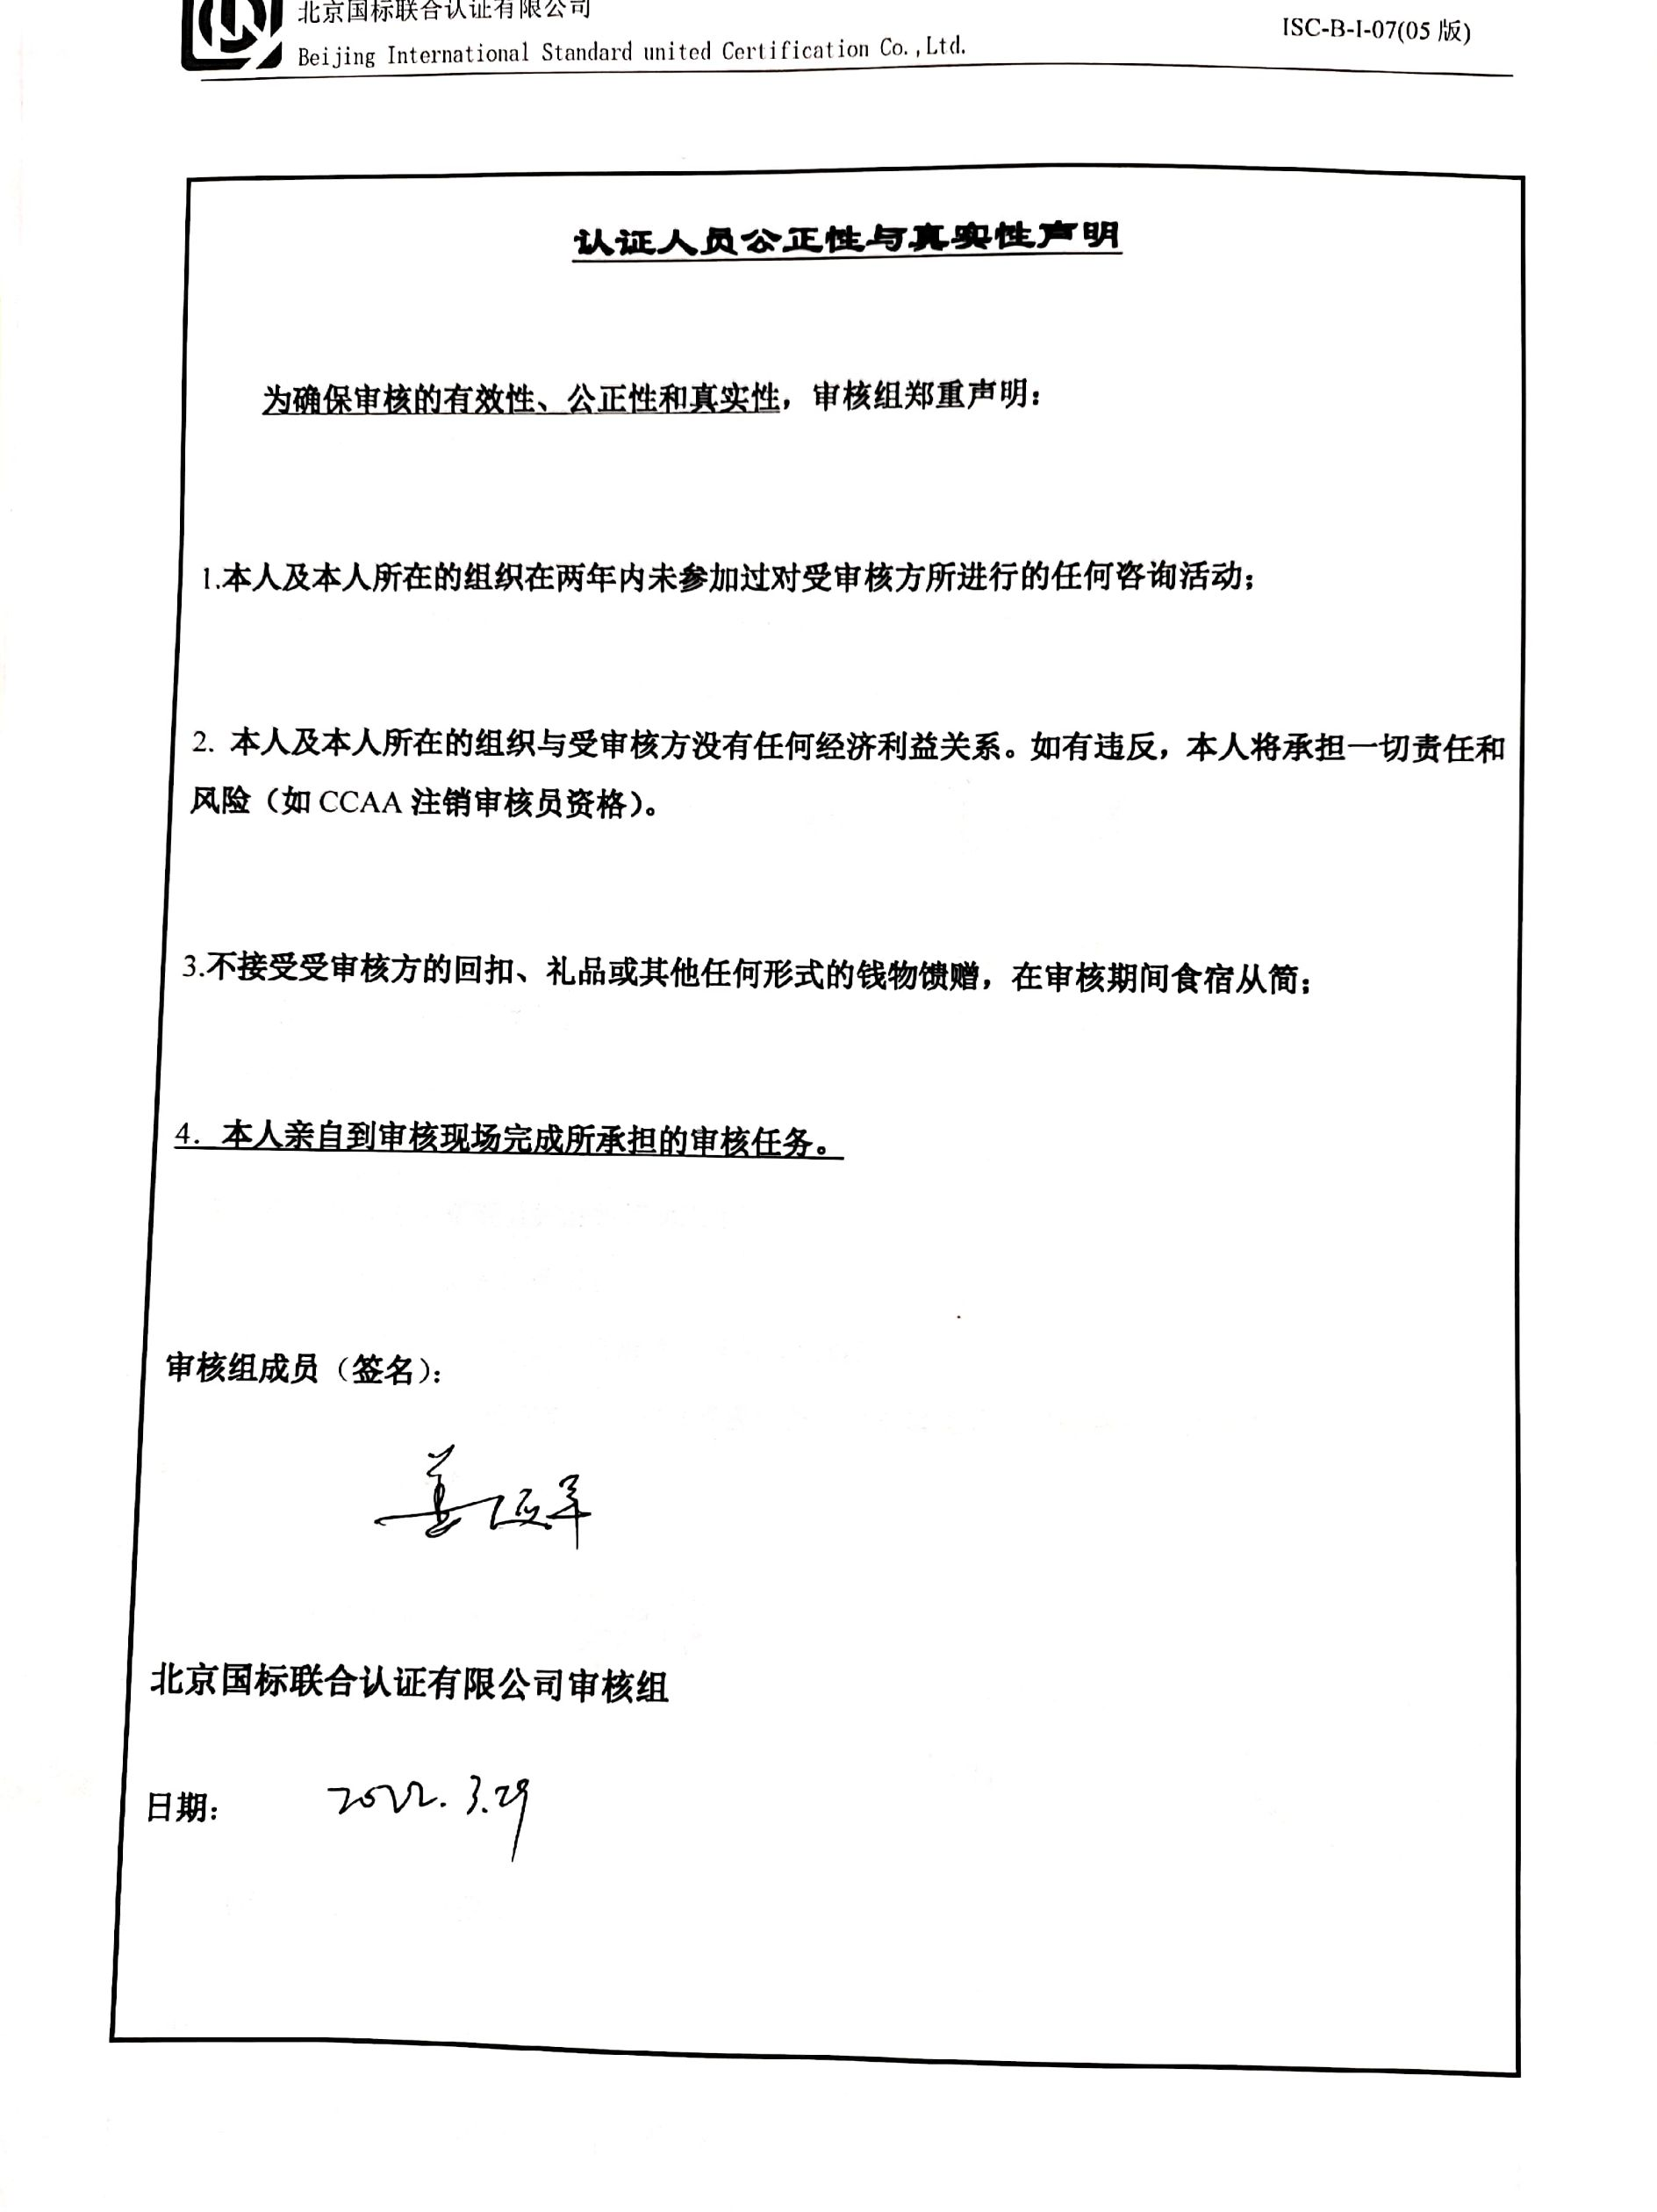 北京国标联合认证有限公司
Beijing International Standard united Certification Co.,Ltd.
ISC-B-I-07(05 版)
认证人员公正性与真实性声明
为确保审核的有效性、公正性和真实性，审核组郑重声明：
1.本人及本人所在的组织在两年内未参加过对受审核方所进行的任何咨询活动；
2. 本人及本人所在的组织与受审核方没有任何经济利益关系。如有违反，本人将承担一切责任和
风险（如 CCAA 注销审核员资格）。
3.不接受受审核方的回扣、礼品或其他任何形式的钱物馈赠，在审核期间食宿从简；
4．本人亲自到审核现场完成所承担的审核任务。
审核组成员（签名）：
北京国标联合认证有限公司审核组
日期： 2022.3.29